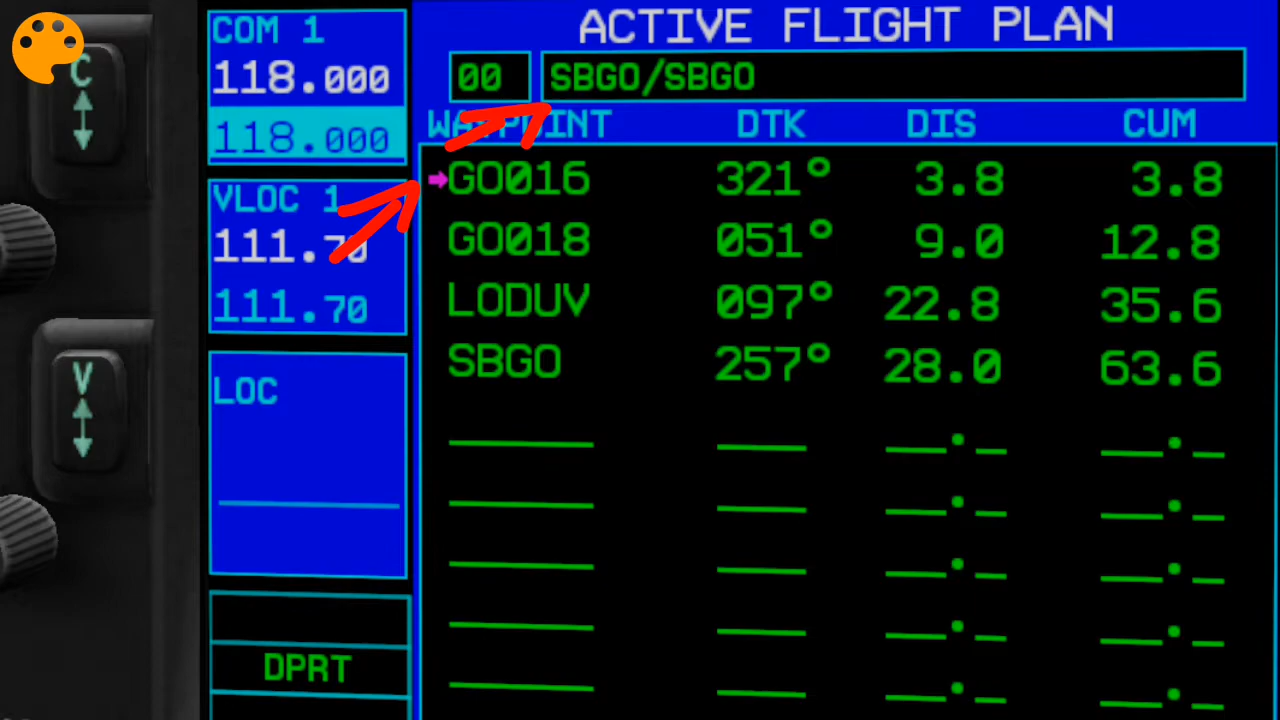 C
COM 1
118.000
118.000
VLOC 1
111.70
111.70
LOC
V
DPRT
ACTIVE FLIGHT PLAN
00 SBGO/SBGO
WAYPOINT DTK DIS CUM
GO016 321° 3.8 3.8
GO018 051° 9.0 12.8
LODUV 097° 22.8 35.6
SBGO 257° 28.0 63.6